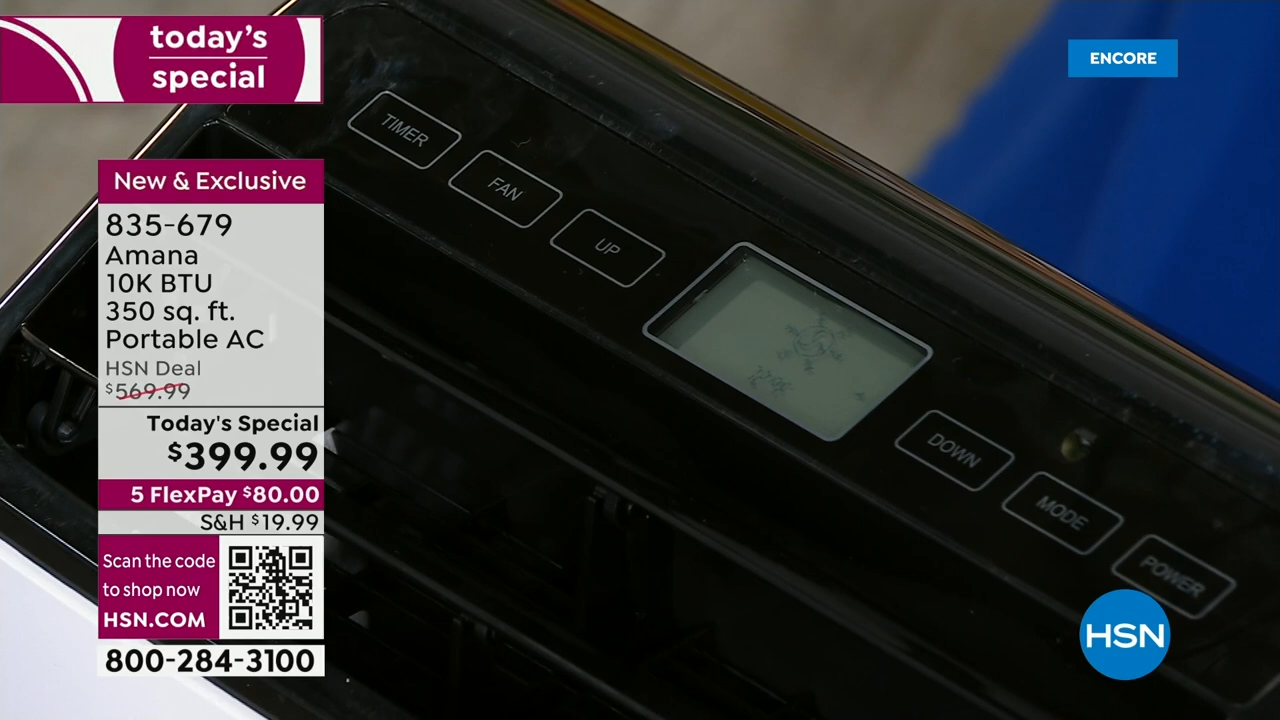 today's
special
ENCORE
New & Exclusive
835-679
Amana
10K BTU
350 sq. ft.
Portable AC
HSN Deal
$569.99
Today's Special
$399.99
5 FlexPay $80.00
S&H $19.99
Scan the code
to shop now
HSN.COM
800-284-3100
TIMER
FAN
UP
DOWN
MODE
POWER
HSN